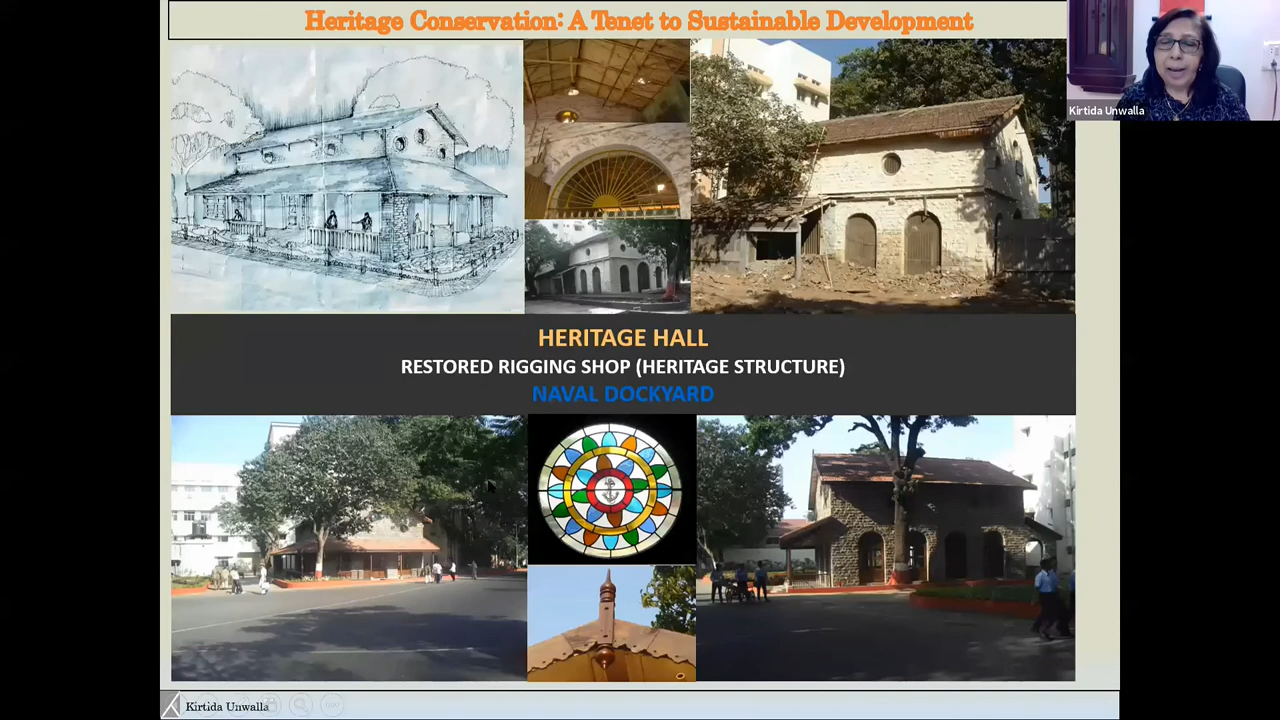 Heritage Conservation: A Tenet to Sustainable Development
Kirtida Unwalla
HERITAGE HALL
RESTORED RIGGING SHOP (HERITAGE STRUCTURE)
NAVAL DOCKYARD
Kirtida Unwalla